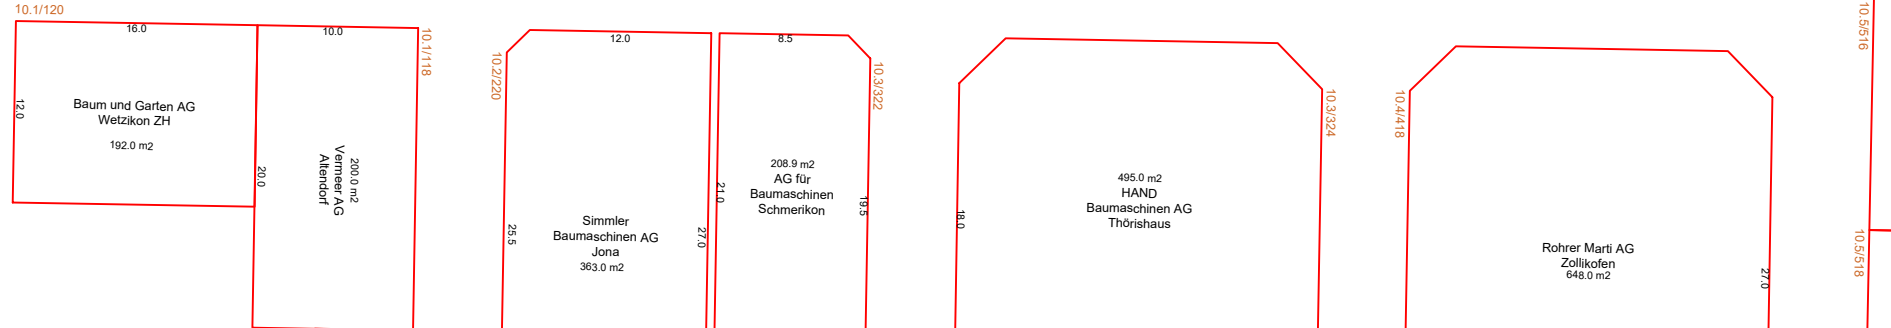 10.1/120
16.0
12.0
Baum und Garten AG
Wetzikon ZH
192.0 m2
10.0
10.1/118
20.0
200.0 m2
Vermeer AG
Altendorf
10.2/220
12.0
25.5
Simmler
Baumaschinen AG
Jona
363.0 m2
27.0
8.5
10.3/322
21.0
208.9 m2
AG für
Baumaschinen
Schmerikon
19.5
18.0
495.0 m2
HAND
Baumaschinen AG
Thörishaus
10.3/324
10.4/418
Rohrer Marti AG
Zollikofen
648.0 m2
27.0
10.5/516
10.5/518